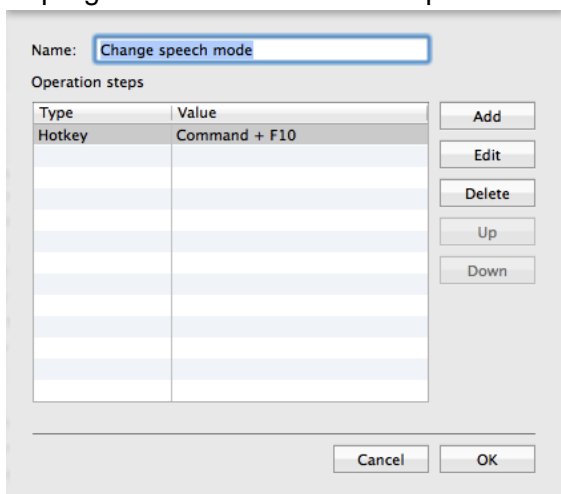 Name: Change speech mode
Operation steps
Type Value Add
Hotkey Command + F10
Edit
Delete
Up
Down
Cancel OK